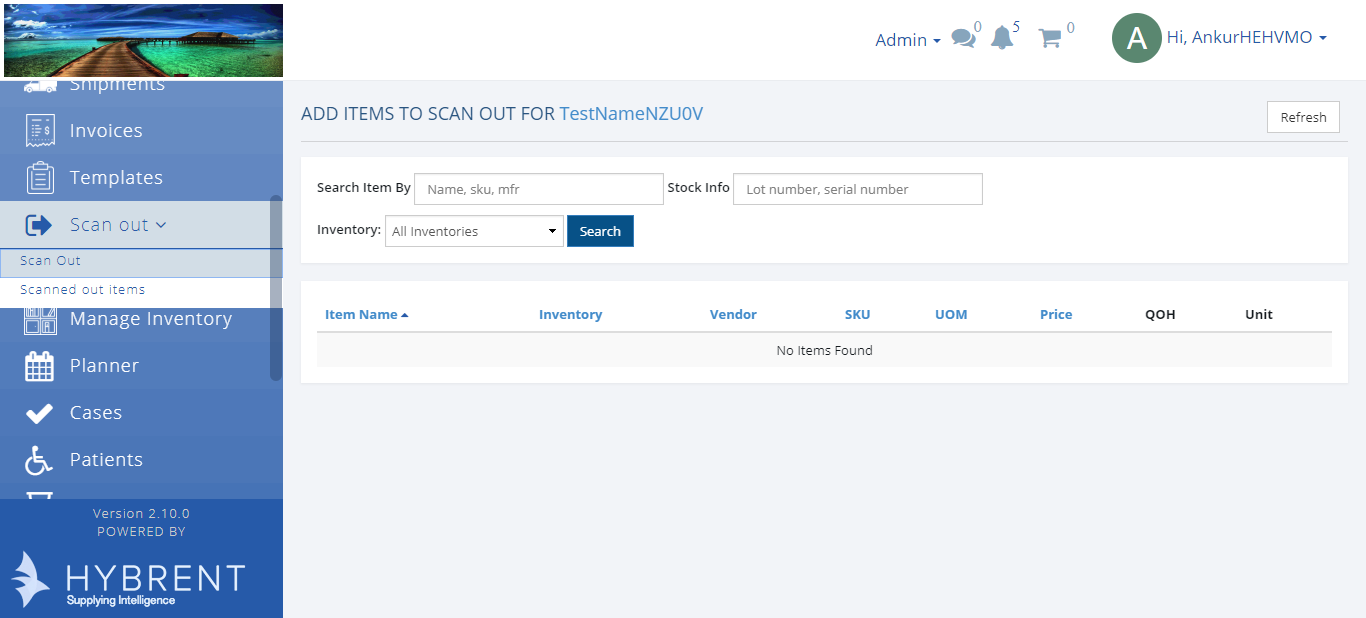 Admin
0
5
0
A
Hi, AnkurHEHVMO
Shipments
Invoices
Templates
Scan out
Scan Out
Scanned out items
Manage Inventory
Planner
Cases
Patients
Version 2.10.0
POWERED BY
HYBRENT
Supplying Intelligence
ADD ITEMS TO SCAN OUT FOR TestNameNZU0V
Refresh
Search Item By Name, sku, mfr Stock Info Lot number, serial number
Inventory: All Inventories Search
Item Name Inventory Vendor SKU UOM Price QOH Unit
No Items Found